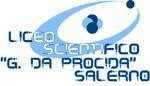 LICEO
SCIENTIFICO
"G. DA PROCIDA"
SALERNO